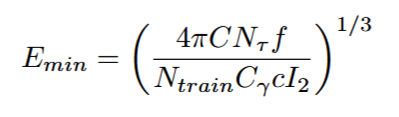 E_{min} = \left( \frac{4\pi C N_{\tau} f}{N_{train} C_{\gamma} c I_2} \right)^{1/3}